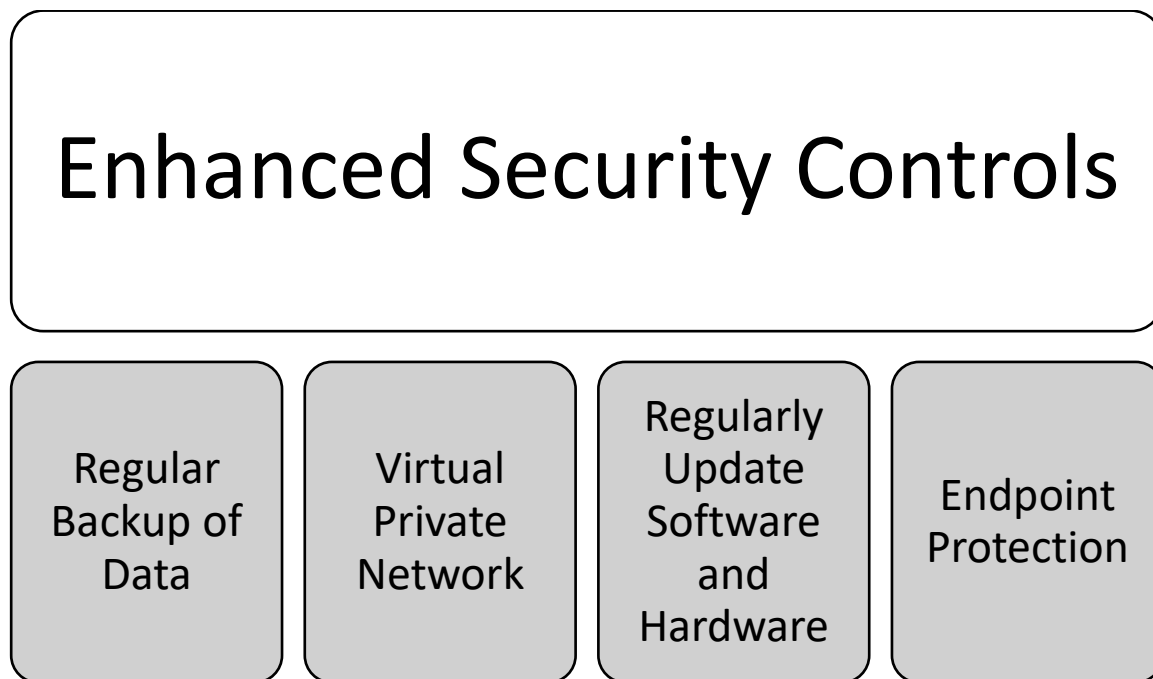 Enhanced Security Controls
Regular
Backup of
Data
Virtual
Private
Network
Regularly
Update
Software
and
Hardware
Endpoint
Protection